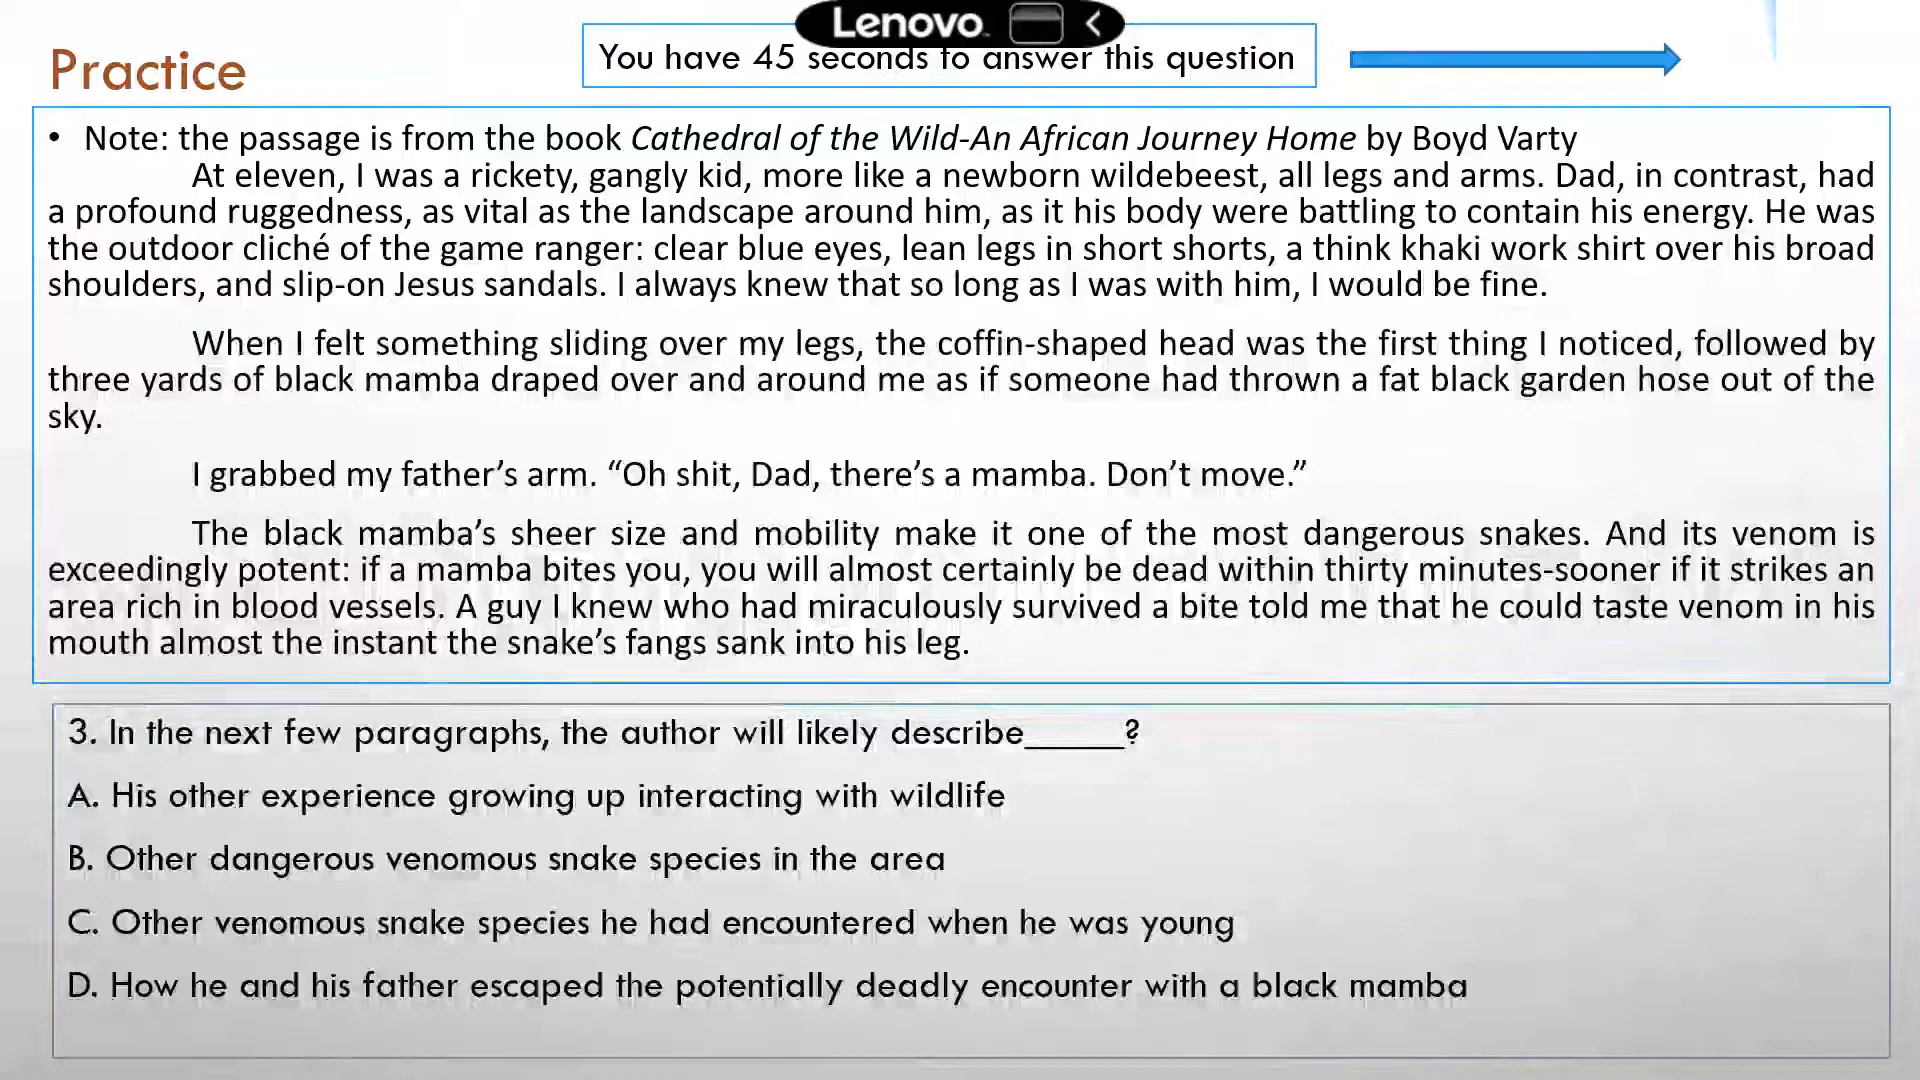 Lenovo
Practice
You have 45 seconds to answer this question
• Note: the passage is from the book Cathedral of the Wild-An African Journey Home by Boyd Varty
At eleven, I was a rickety, gangly kid, more like a newborn wildebeest, all legs and arms. Dad, in contrast, had
a profound ruggedness, as vital as the landscape around him, as it his body were battling to contain his energy. He was
the outdoor cliché of the game ranger: clear blue eyes, lean legs in short shorts, a think khaki work shirt over his broad
shoulders, and slip-on Jesus sandals. I always knew that so long as I was with him, I would be fine.
When I felt something sliding over my legs, the coffin-shaped head was the first thing I noticed, followed by
three yards of black mamba draped over and around me as if someone had thrown a fat black garden hose out of the
sky.
I grabbed my father’s arm. “Oh shit, Dad, there’s a mamba. Don’t move.”
The black mamba’s sheer size and mobility make it one of the most dangerous snakes. And its venom is
exceedingly potent: if a mamba bites you, you will almost certainly be dead within thirty minutes-sooner if it strikes an
area rich in blood vessels. A guy I knew who had miraculously survived a bite told me that he could taste venom in his
mouth almost the instant the snake’s fangs sank into his leg.
3. In the next few paragraphs, the author will likely describe_____?
A. His other experience growing up interacting with wildlife
B. Other dangerous venomous snake species in the area
C. Other venomous snake species he had encountered when he was young
D. How he and his father escaped the potentially deadly encounter with a black mamba